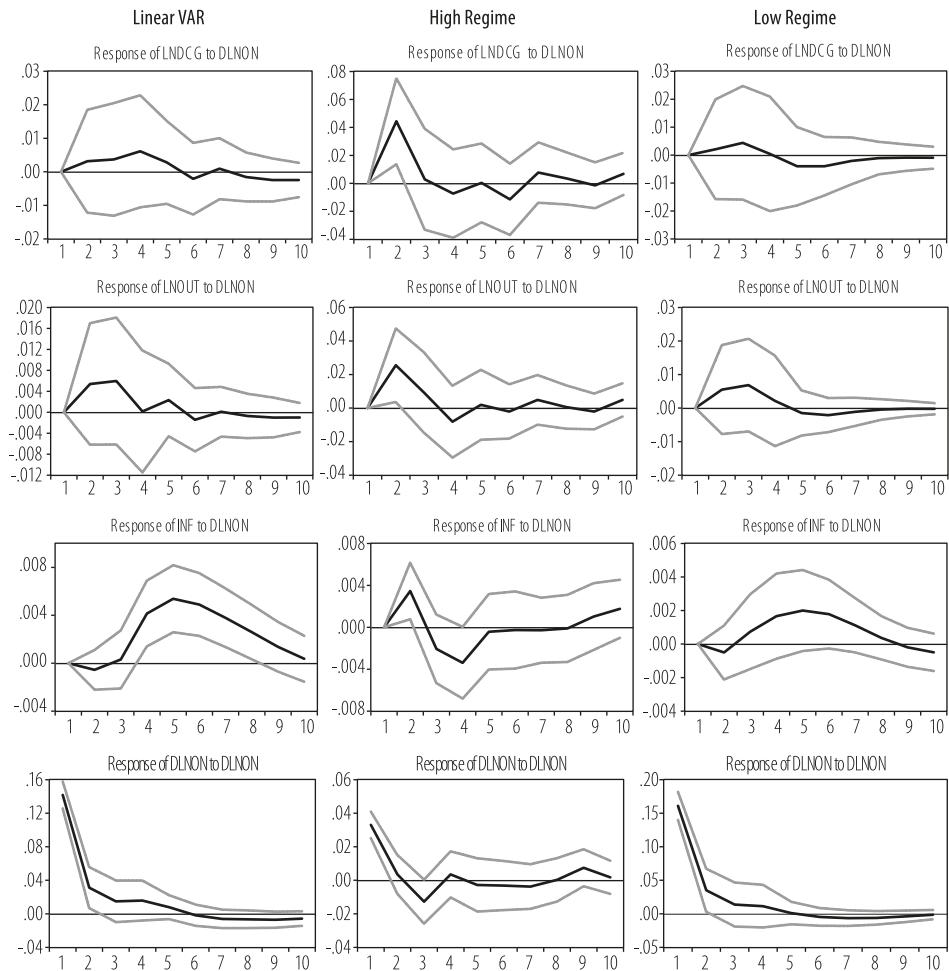 Linear VAR High Regime Low Regime
Response of LNDCG to DLNON Response of LNDCG to DLNON Response of LNDCG to DLNON
.03 .08 .03
.02 .06 .02
.01 .04 .01
.00 .02 .00
-.01 .00 -.01
-.02 -.02 -.03
-.04
1 2 3 4 5 6 7 8 9 10 1 2 3 4 5 6 7 8 9 10 1 2 3 4 5 6 7 8 9 10
Response of LNOUT to DLNON Response of LNOUT to DLNON Response of LNOUT to DLNON
.020 .06 .03
.016 .04 .02
.012 .02 .01
.008 .00 .00
.004 -.02 -.01
.000 -.04 -.02
-.004
-.008
-.012
1 2 3 4 5 6 7 8 9 10 1 2 3 4 5 6 7 8 9 10 1 2 3 4 5 6 7 8 9 10
Response of INF to DLNON Response of INF to DLNON Response of INF to DLNON
.008 .008 .006
.004 .004 .004
.000 .000 .002
-.004 -.004 .000
-.008 -.002
-.004
1 2 3 4 5 6 7 8 9 10 1 2 3 4 5 6 7 8 9 10 1 2 3 4 5 6 7 8 9 10
Response of DLNON to DLNON Response of DLNON to DLNON Response of DLNON to DLNON
.16 .06 .20
.12 .04 .15
.08 .02 .10
.04 .00 .05
.00 -.02 .00
-.04 -.04 -.05
1 2 3 4 5 6 7 8 9 10 1 2 3 4 5 6 7 8 9 10 1 2 3 4 5 6 7 8 9 10